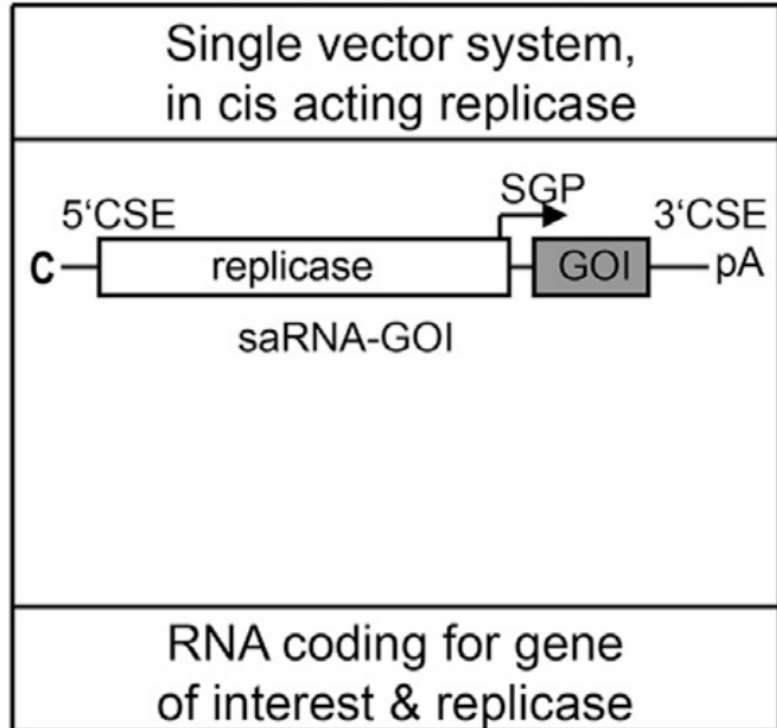 Single vector system,
in cis acting replicase
SGP
5‘CSE
3‘CSE
C
replicase
GOI
pA
saRNA-GOI
RNA coding for gene
of interest & replicase